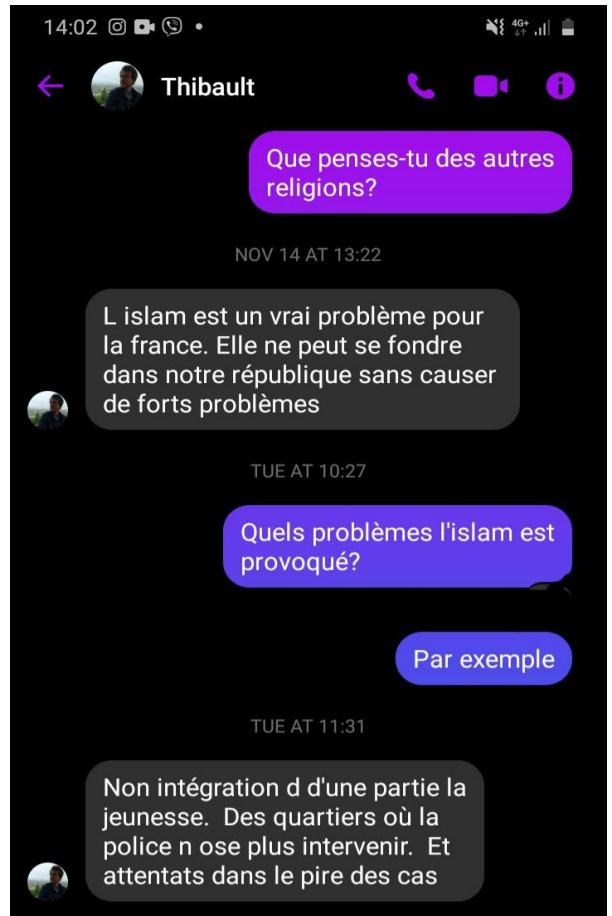 14:02
4G+
Thibault
Que penses-tu des autres
religions?
NOV 14 AT 13:22
L islam est un vrai problème pour
la france. Elle ne peut se fondre
dans notre république sans causer
de forts problèmes
TUE AT 10:27
Quels problèmes l'islam est
provoqué?
Par exemple
TUE AT 11:31
Non intégration d d'une partie la
jeunesse. Des quartiers où la
police n ose plus intervenir. Et
attentats dans le pire des cas